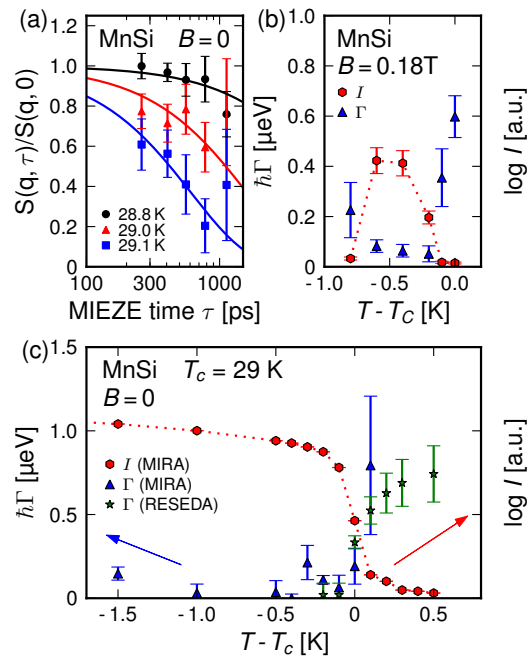 (a)
MnSi B = 0
S(q, τ)/S(q, 0)
1.2
1.0
0.8
0.6
0.4
0.2
0
28.8 K
29.0 K
29.1 K
100
1000
MIEZE time τ [ps]
(b)
MnSi
B = 0.18T
I
Γ
ħΓ [µeV]
log I [a.u.]
0.8
0.6
0.4
0.2
0
-1.0
-0.5
0.0
T - T_C [K]
(c)
MnSi T_c = 29 K
B = 0
I (MIRA)
Γ (MIRA)
Γ (RESEDA)
ħΓ [µeV]
log I [a.u.]
1.5
1.0
0.5
0
-1.5
-1.0
-0.5
0.0
0.5
T - T_c [K]